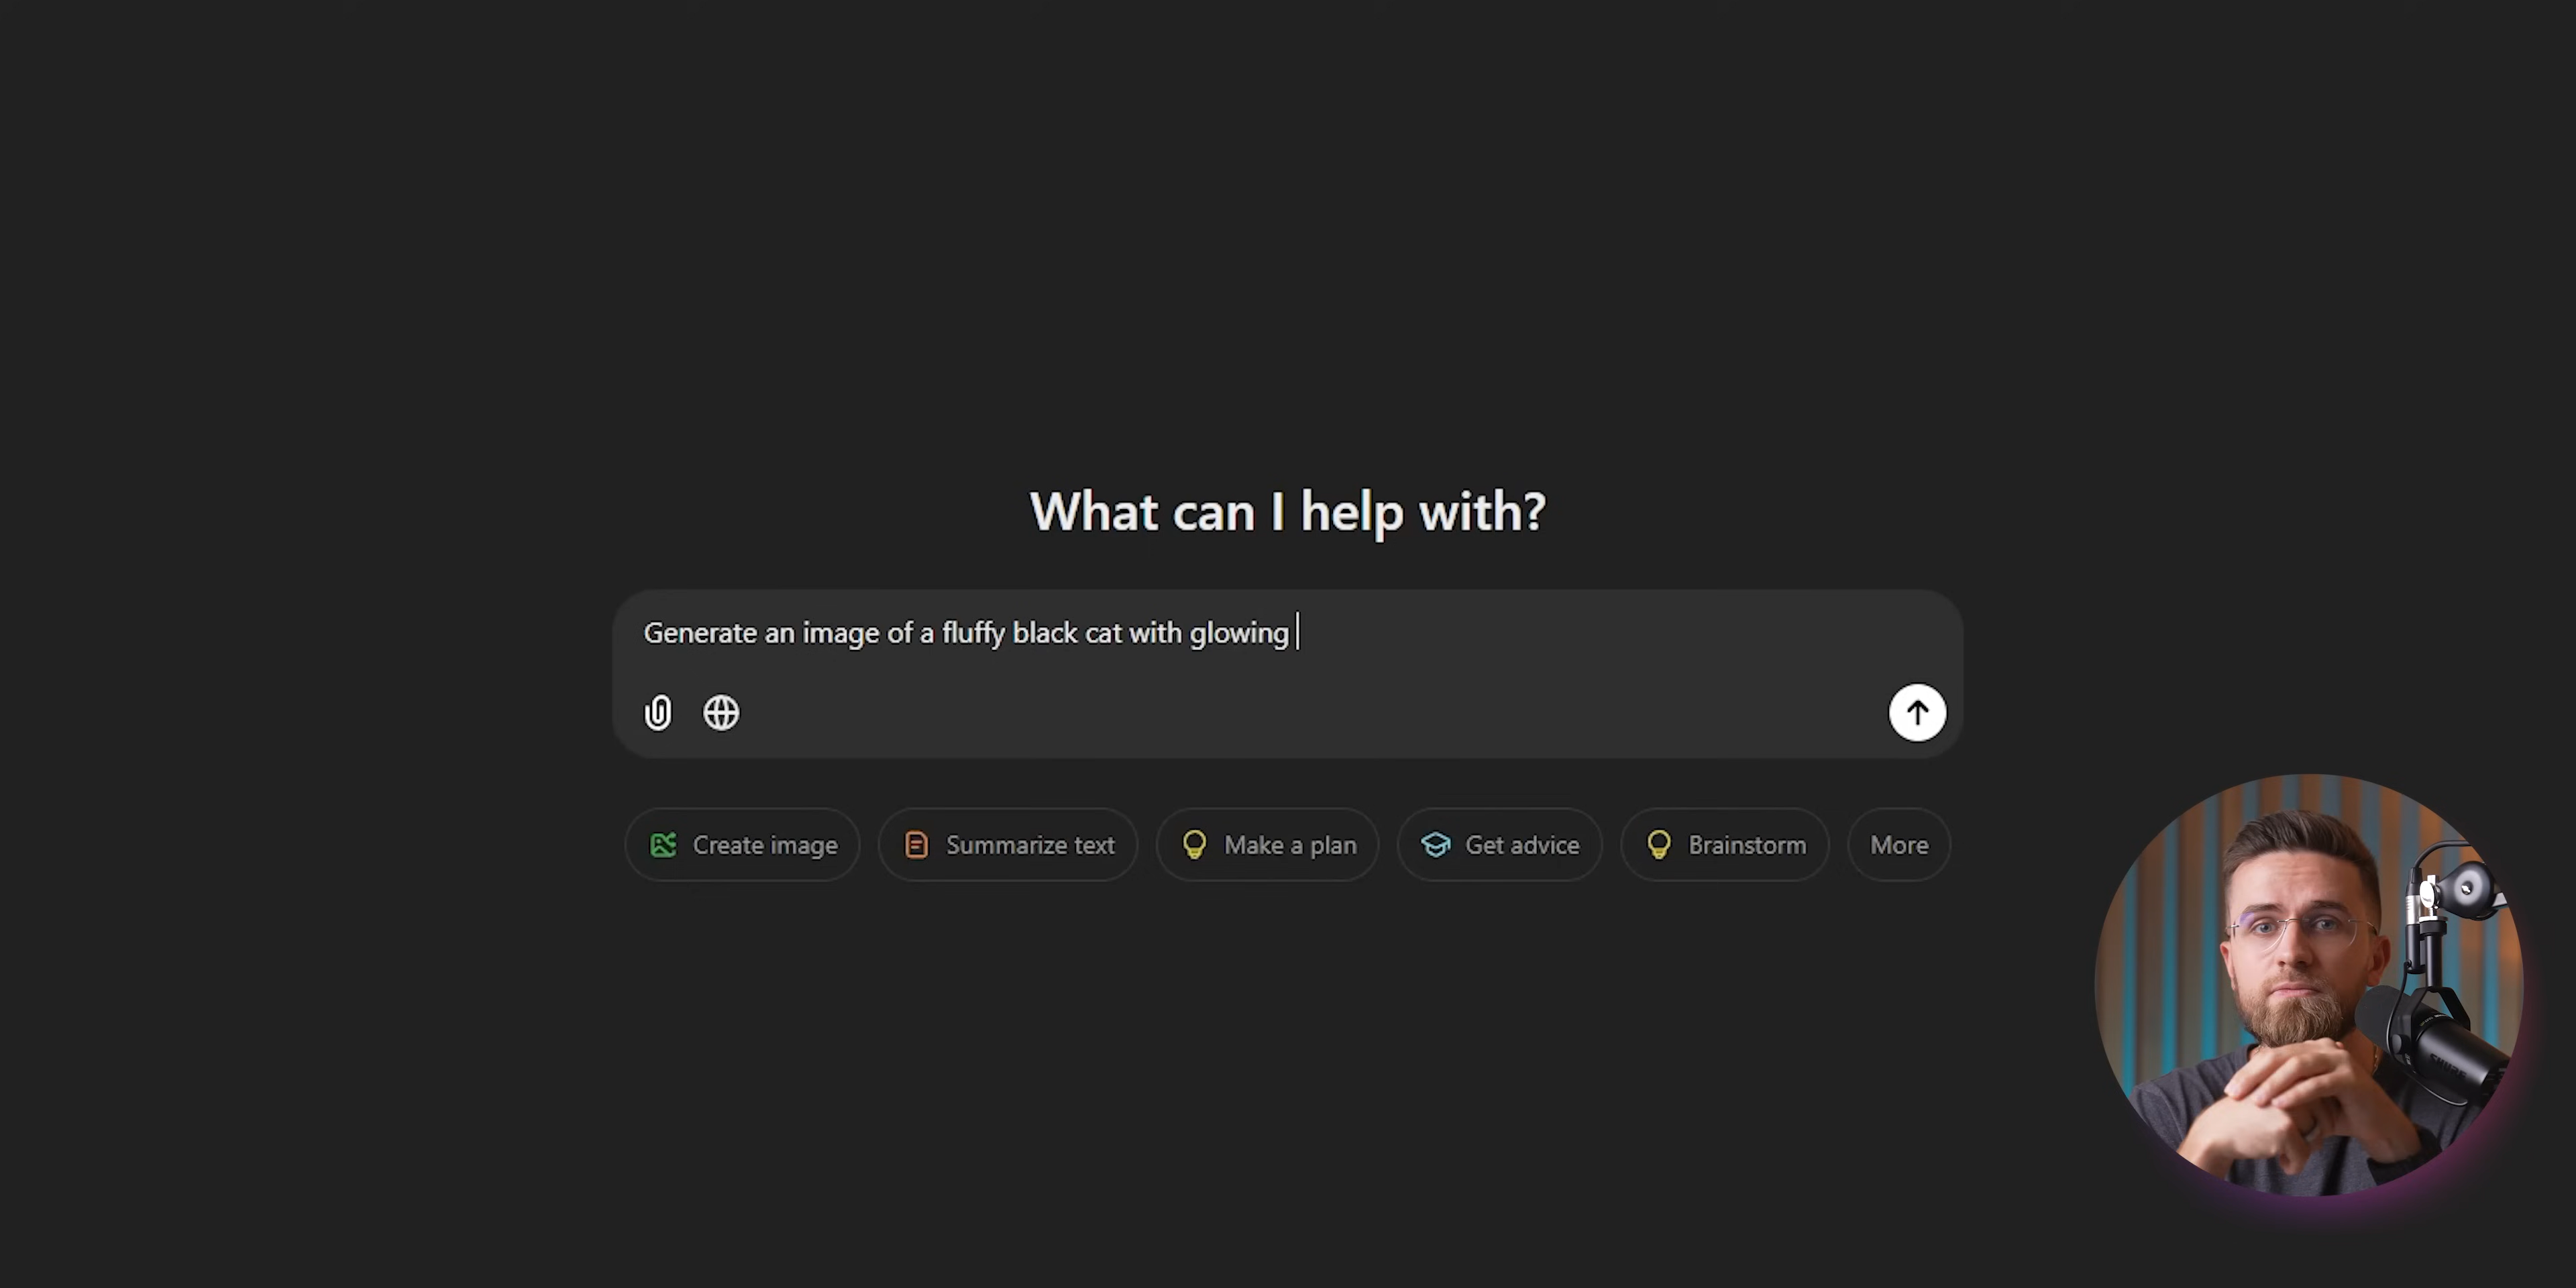 What can I help with?
Generate an image of a fluffy black cat with glowing
Create image
Summarize text
Make a plan
Get advice
Brainstorm
More
SHURE